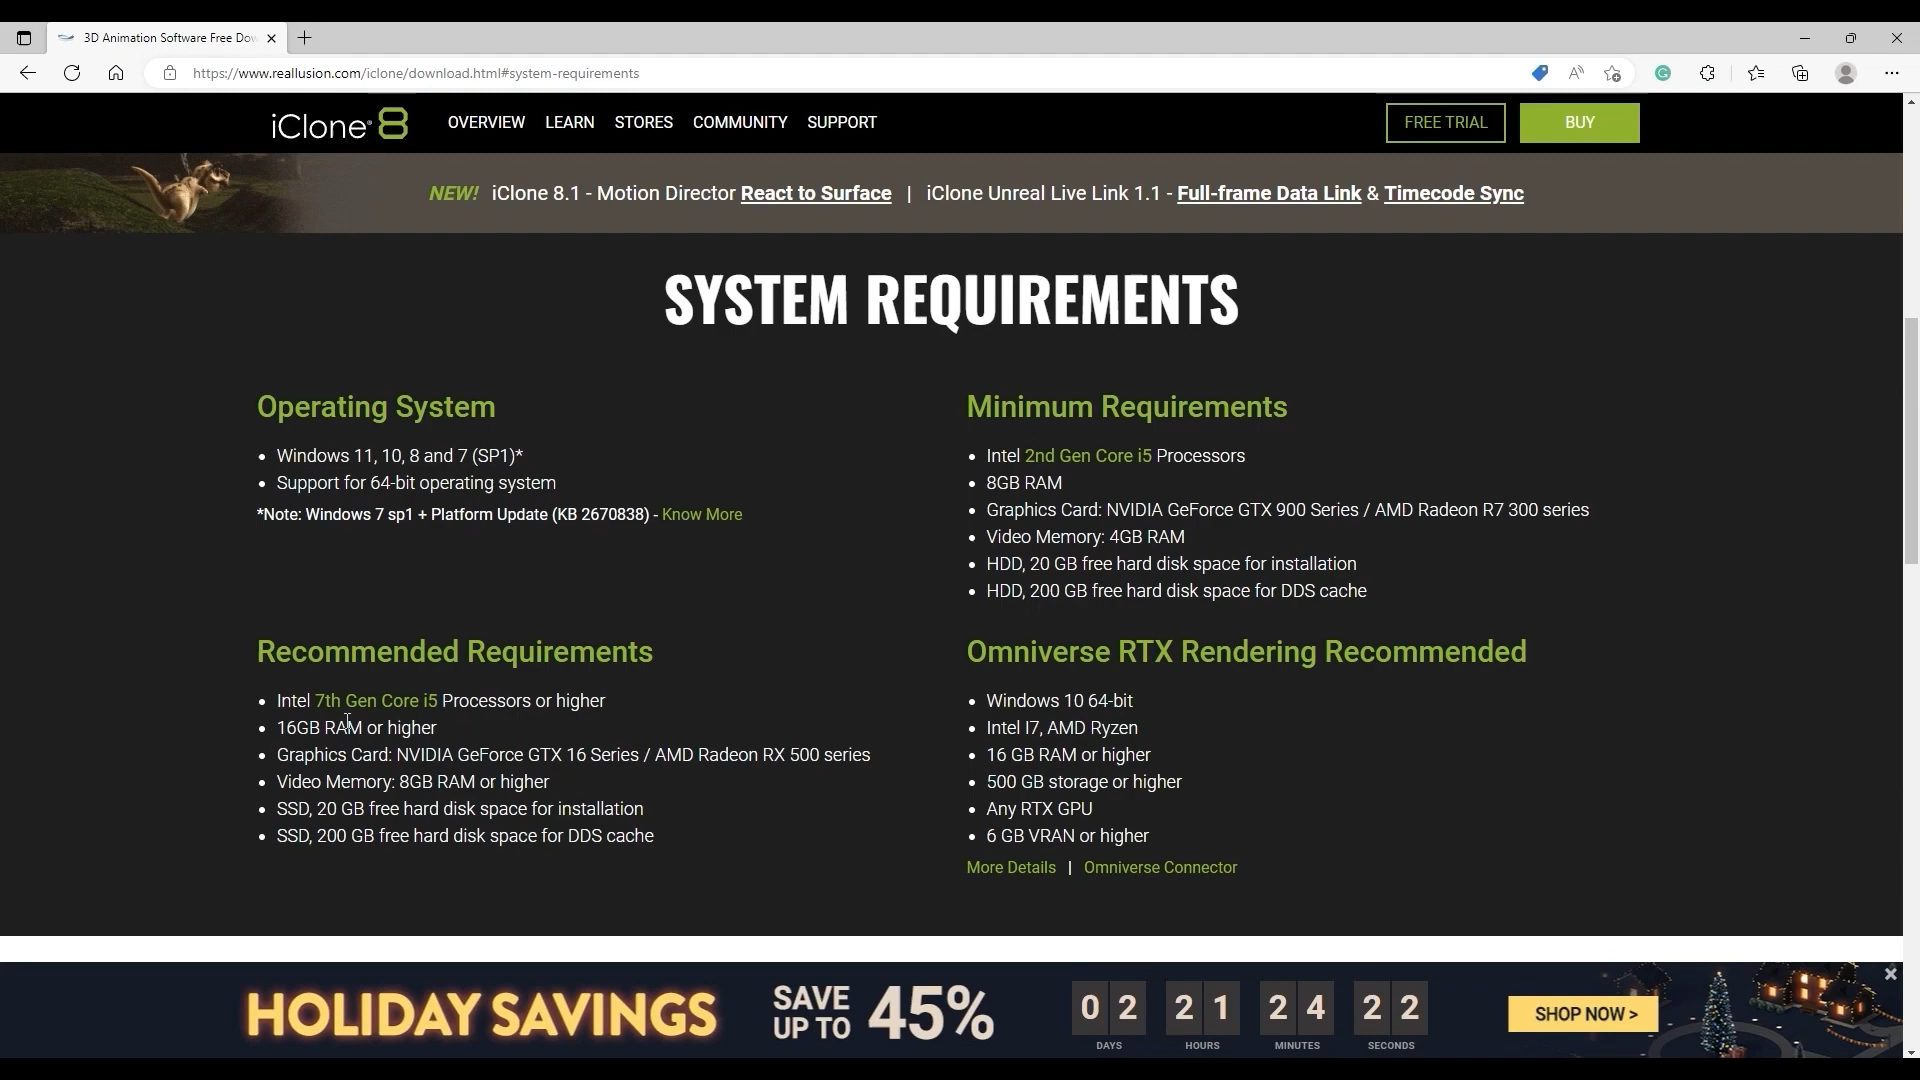 3D Animation Software Free Dow
https://www.reallusion.com/iclone/download.html#system-requirements
iClone 8 OVERVIEW LEARN STORES COMMUNITY SUPPORT FREE TRIAL BUY
NEW! iClone 8.1 - Motion Director React to Surface | iClone Unreal Live Link 1.1 - Full-frame Data Link & Timecode Sync
SYSTEM REQUIREMENTS
Operating System
• Windows 11, 10, 8 and 7 (SP1)*
• Support for 64-bit operating system
*Note: Windows 7 sp1 + Platform Update (KB 2670838) - Know More
Minimum Requirements
• Intel 2nd Gen Core i5 Processors
• 8GB RAM
• Graphics Card: NVIDIA GeForce GTX 900 Series / AMD Radeon R7 300 series
• Video Memory: 4GB RAM
• HDD, 20 GB free hard disk space for installation
• HDD, 200 GB free hard disk space for DDS cache
Recommended Requirements
• Intel 7th Gen Core i5 Processors or higher
• 16GB RAM or higher
• Graphics Card: NVIDIA GeForce GTX 16 Series / AMD Radeon RX 500 series
• Video Memory: 8GB RAM or higher
• SSD, 20 GB free hard disk space for installation
• SSD, 200 GB free hard disk space for DDS cache
Omniverse RTX Rendering Recommended
• Windows 10 64-bit
• Intel I7, AMD Ryzen
• 16 GB RAM or higher
• 500 GB storage or higher
• Any RTX GPU
• 6 GB VRAN or higher
More Details | Omniverse Connector
HOLIDAY SAVINGS
SAVE
UP TO
45%
02 21 24 22
DAYS HOURS MINUTES SECONDS
SHOP NOW >